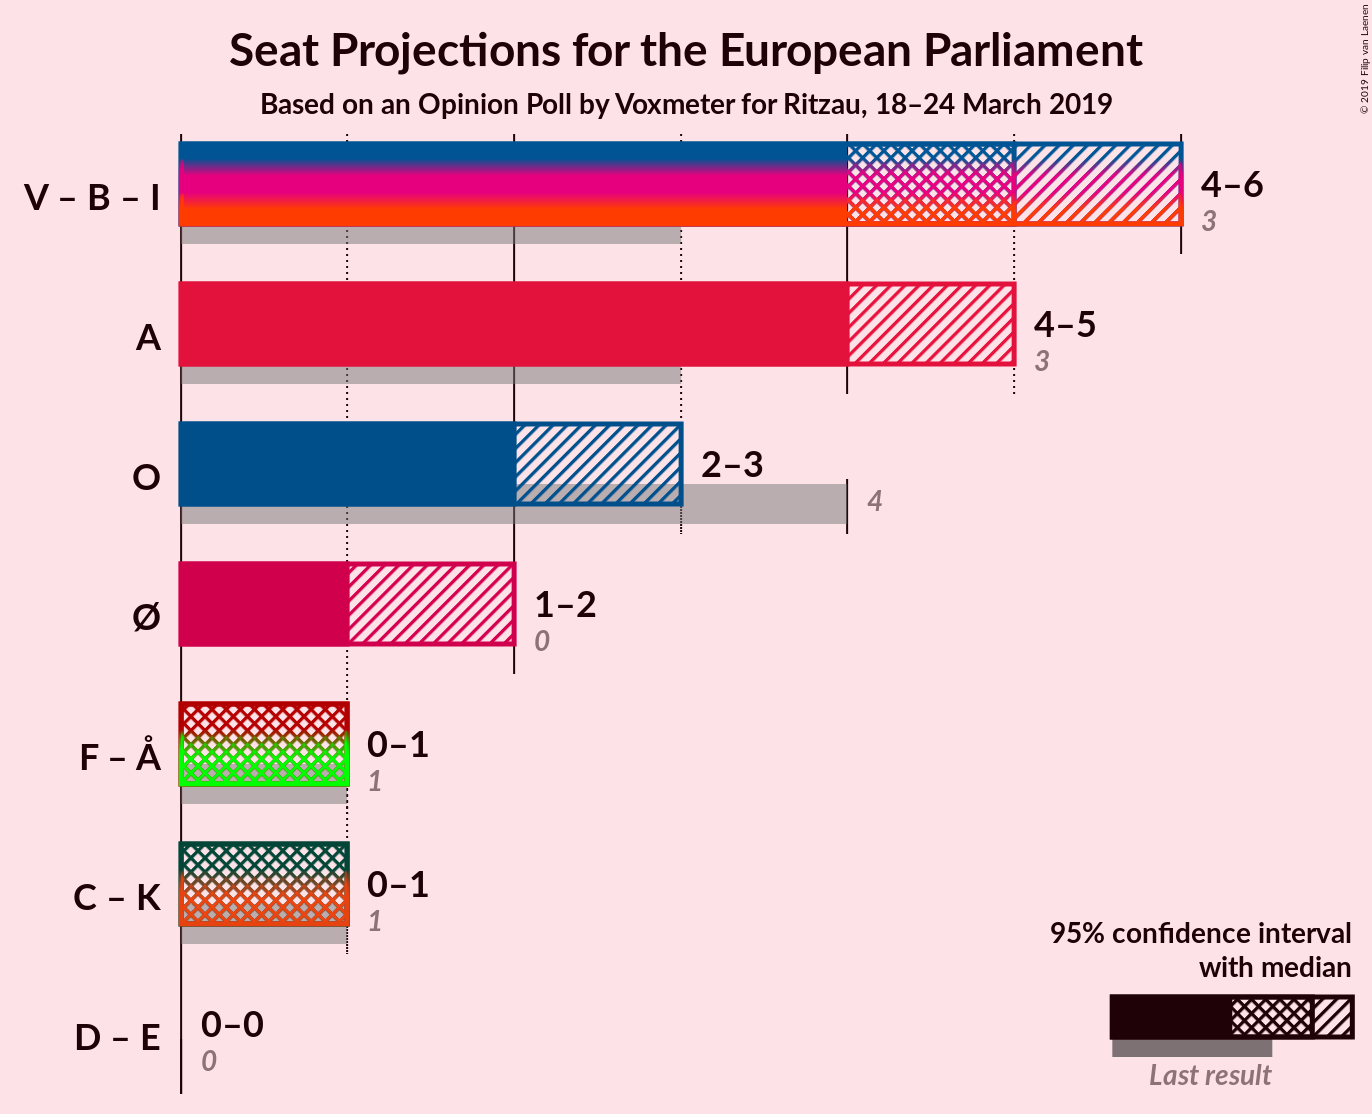 Seat Projections for the European Parliament
Based on an Opinion Poll by Voxmeter for Ritzau, 18–24 March 2019
© 2019 Filip van Laenen
V – B – I
4–6
3
A
4–5
3
O
2–3
4
Ø
1–2
0
F – Å
0–1
1
C – K
0–1
1
D – E
0–0
0
95% confidence interval
with median
Last result